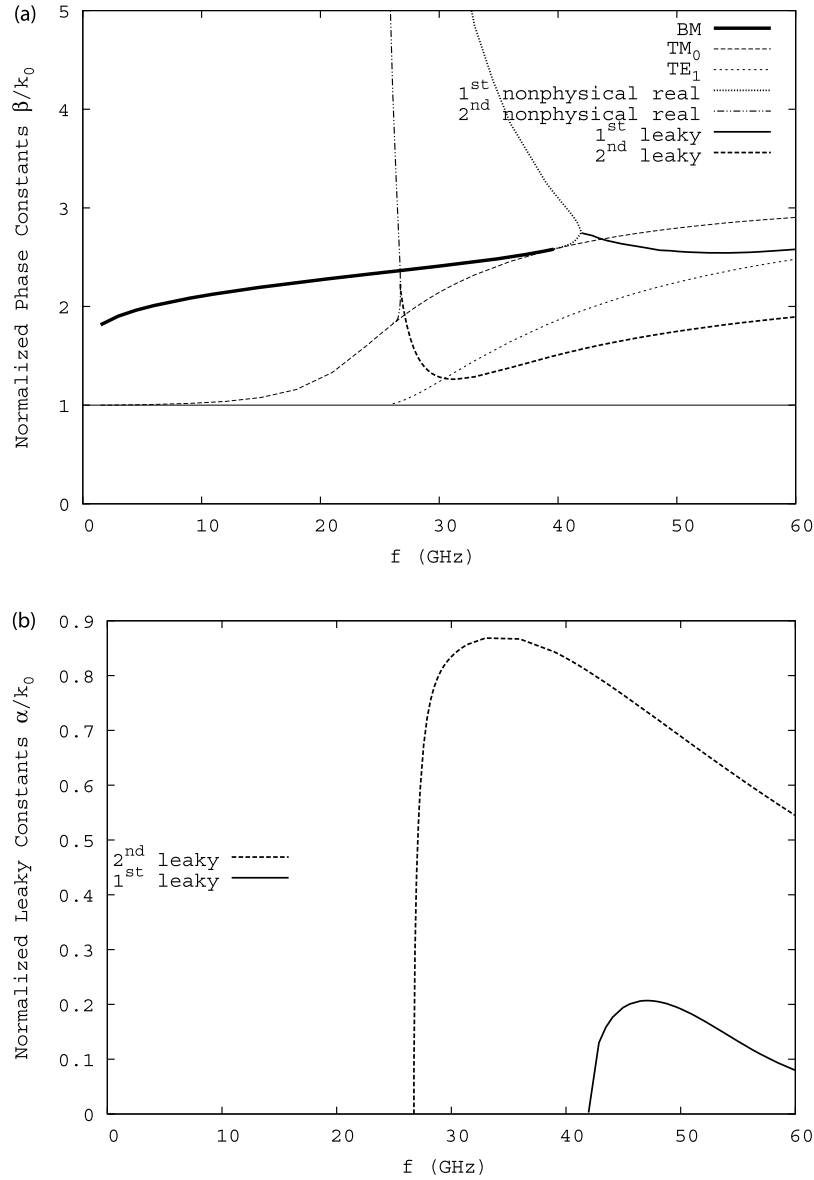 (a)
5
4
3
2
1
0
Normalized Phase Constants β/k0
BM
TM0
TE1
1st nonphysical real
2nd nonphysical real
1st leaky
2nd leaky
0 10 20 30 40 50 60
f (GHz)
(b)
0.9
0.8
0.7
0.6
0.5
0.4
0.3
0.2
0.1
0
Normalized Leaky Constants α/k0
2nd leaky
1st leaky
0 10 20 30 40 50 60
f (GHz)